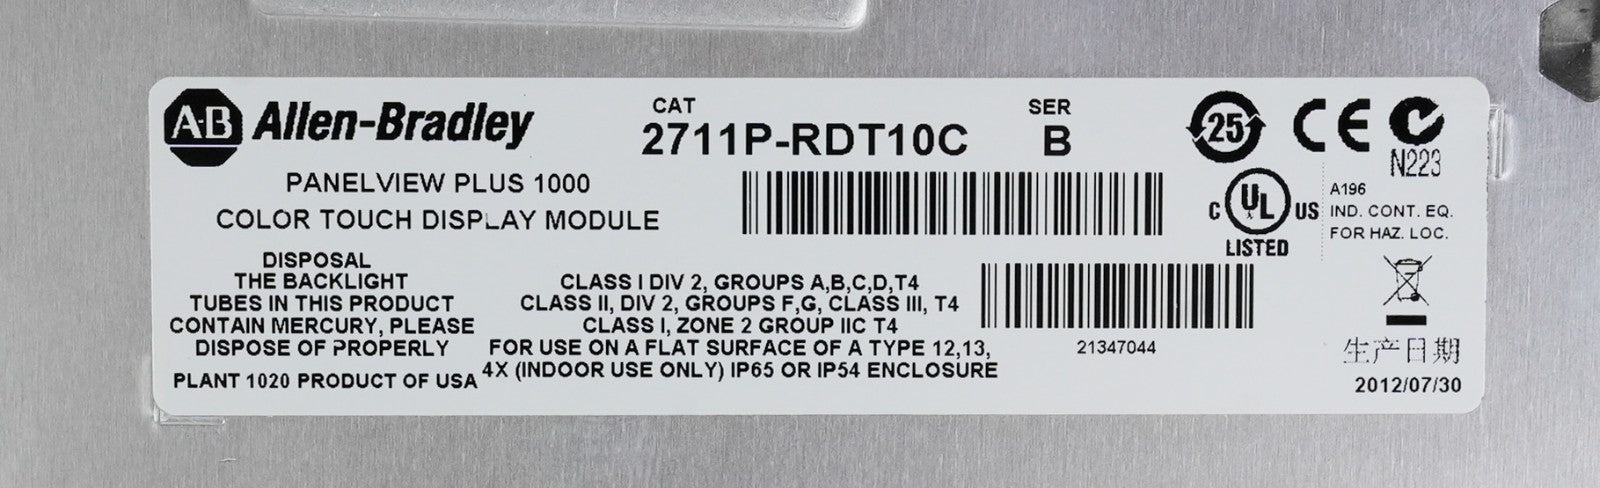 A-B Allen-Bradley
CAT
2711P-RDT10C
SER
B
25
CE
N223
PANELVIEW PLUS 1000
COLOR TOUCH DISPLAY MODULE
C UL US
LISTED
A196
IND. CONT. EQ.
FOR HAZ. LOC.
DISPOSAL
THE BACKLIGHT
TUBES IN THIS PRODUCT
CONTAIN MERCURY, PLEASE
DISPOSE OF PROPERLY
PLANT 1020 PRODUCT OF USA
CLASS I DIV 2, GROUPS A,B,C,D,T4
CLASS II, DIV 2, GROUPS F,G, CLASS III, T4
CLASS I, ZONE 2 GROUP IIC T4
FOR USE ON A FLAT SURFACE OF A TYPE 12,13,
4X (INDOOR USE ONLY) IP65 OR IP54 ENCLOSURE
21347044
生产日期
2012/07/30